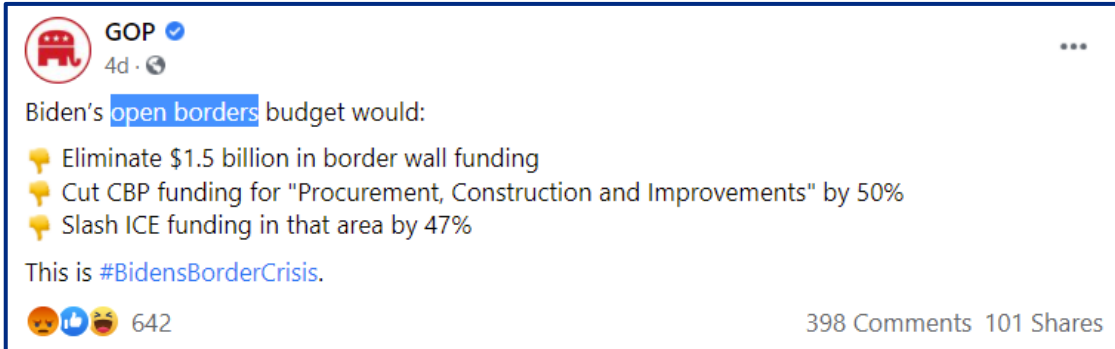 GOP
4d ·
•••
Biden's open borders budget would:
👎 Eliminate $1.5 billion in border wall funding
👎 Cut CBP funding for "Procurement, Construction and Improvements" by 50%
👎 Slash ICE funding in that area by 47%
This is #BidensBorderCrisis.
642
398 Comments 101 Shares